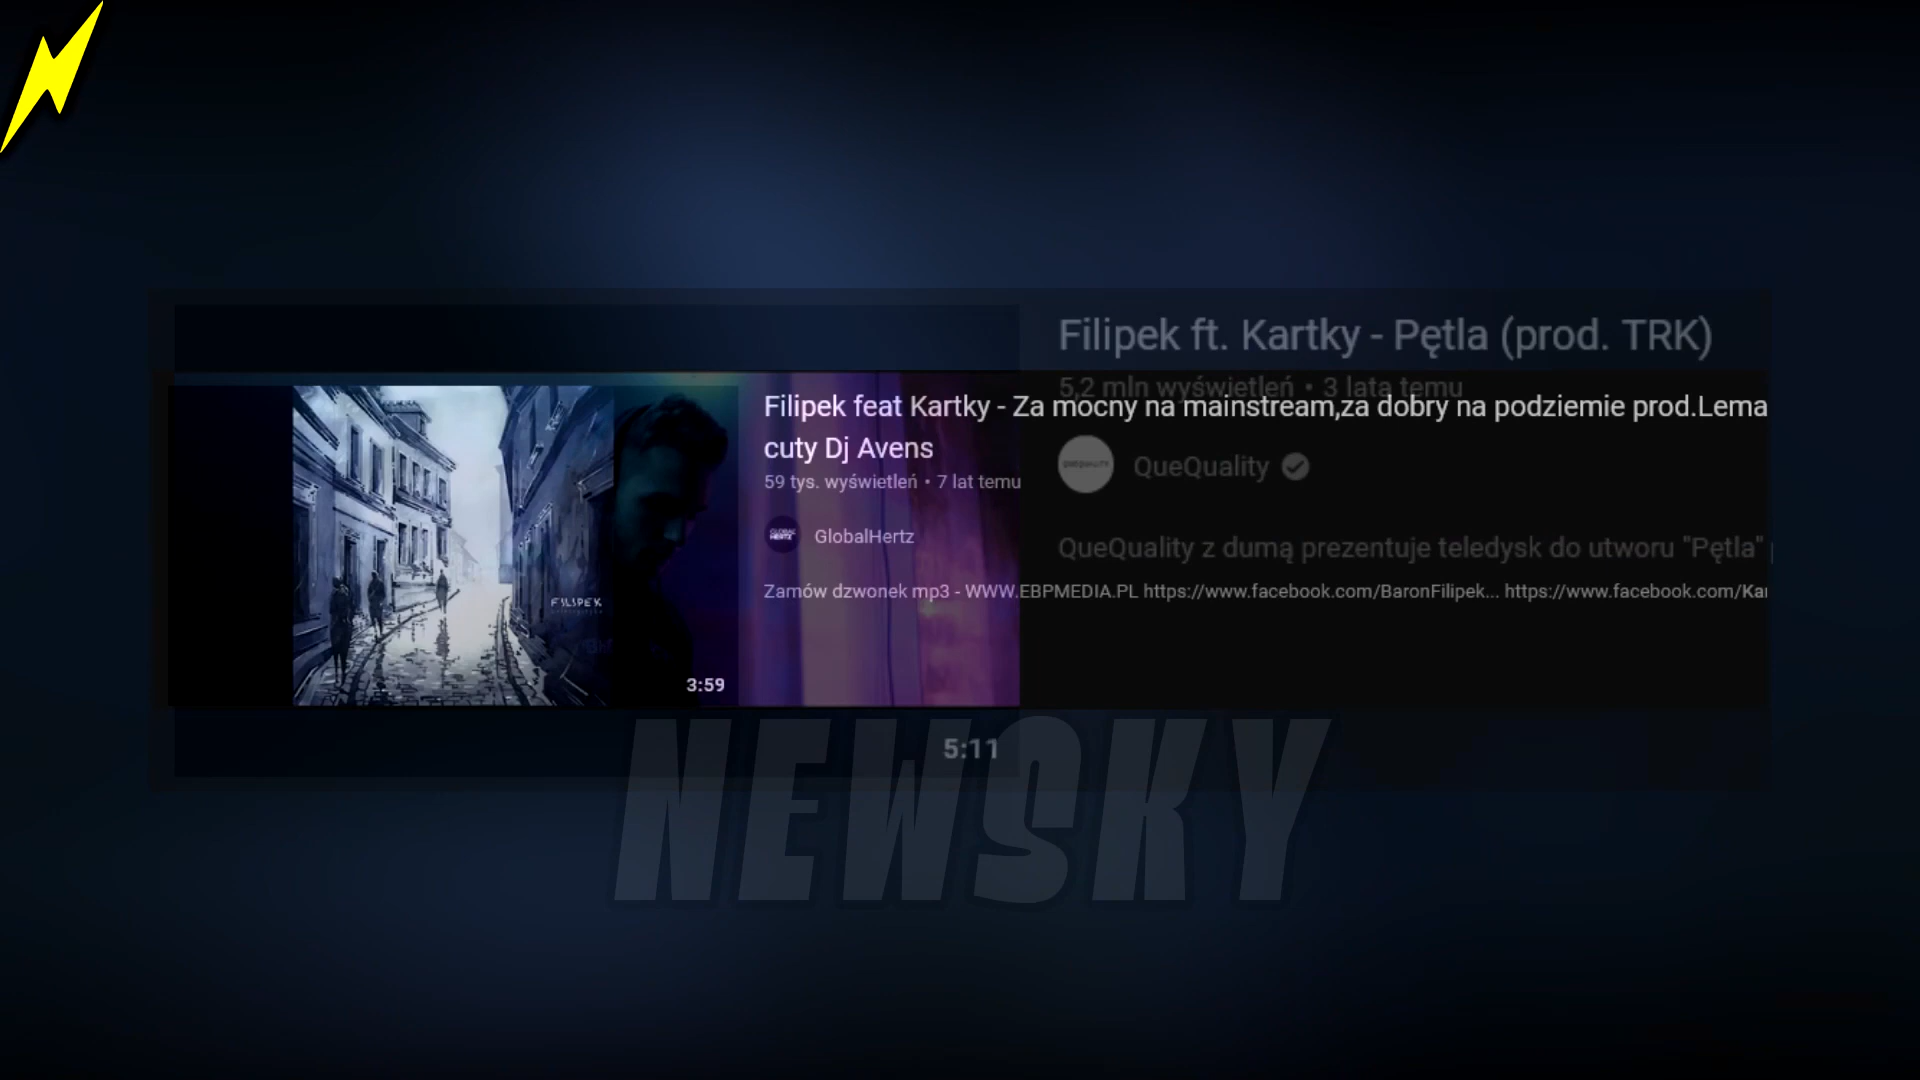 Filipek ft. Kartky - Pętla (prod. TRK)
5,2 mln wyświetleń • 3 lata temu
Filipek feat Kartky - Za mocny na mainstream,za dobry na podziemie prod.Lema
cuty Dj Avens
59 tys. wyświetleń • 7 lat temu
QueQuality
GLOBAL
HERTZ
GlobalHertz
QueQuality z dumą prezentuje teledysk do utworu "Pętla"
Zamów dzwonek mp3 - WWW.EBPMEDIA.PL https://www.facebook.com/BaronFilipek... https://www.facebook.com/Kar
FILIPEK
3:59
5:11
NEWSKY